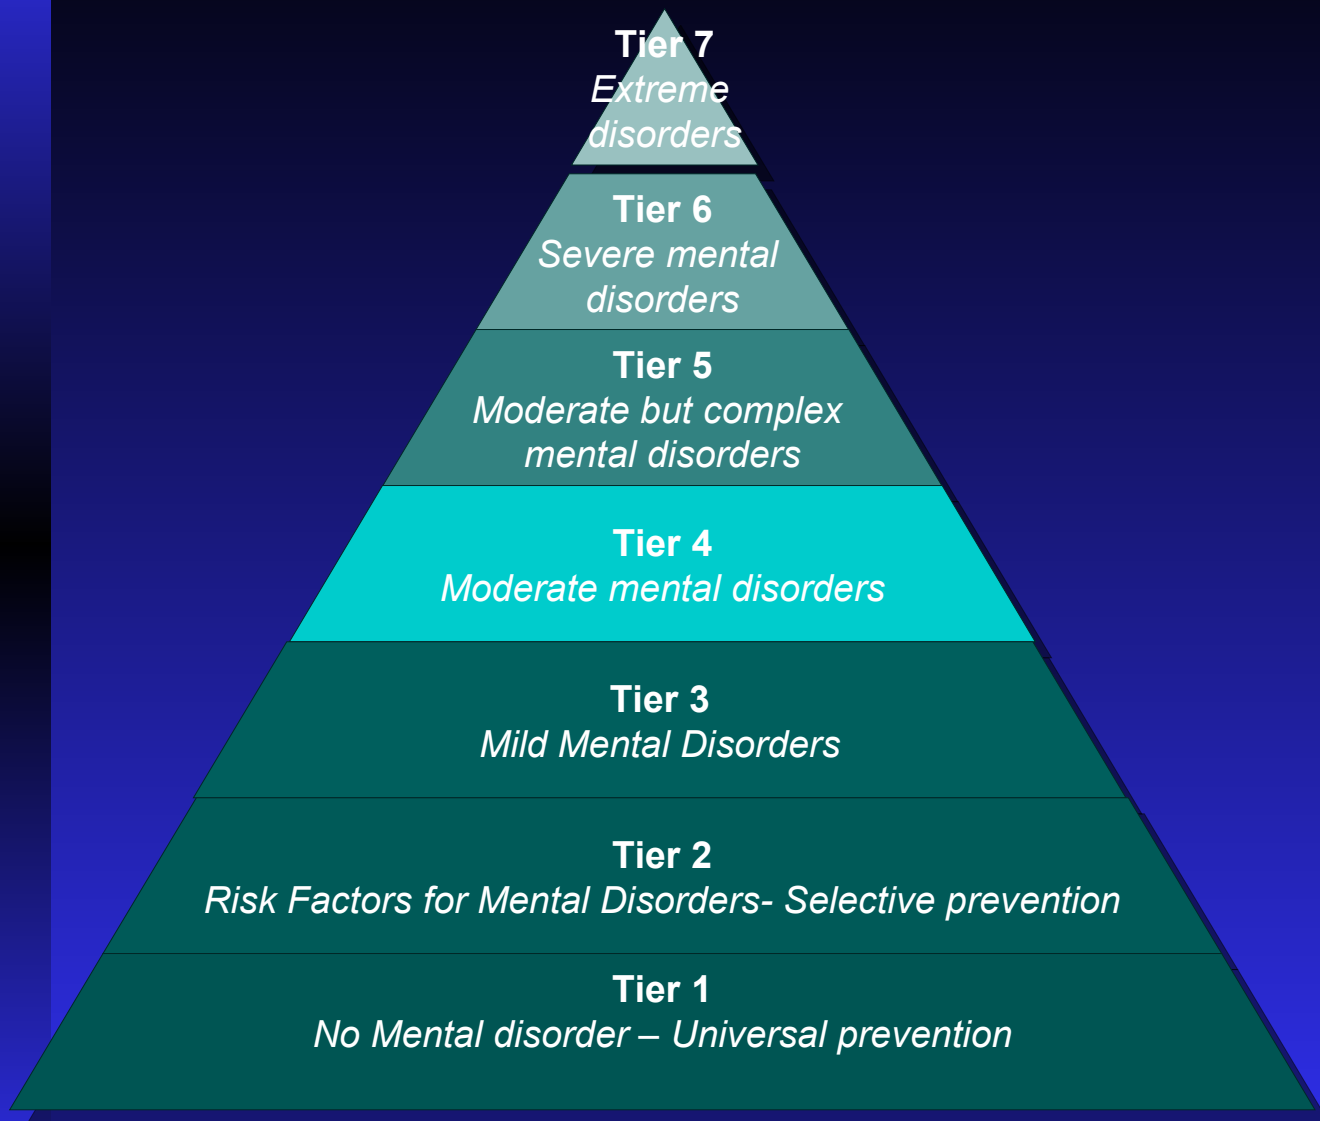 Tier 7
Extreme
disorders
Tier 6
Severe mental
disorders
Tier 5
Moderate but complex
mental disorders
Tier 4
Moderate mental disorders
Tier 3
Mild Mental Disorders
Tier 2
Risk Factors for Mental Disorders- Selective prevention
Tier 1
No Mental disorder – Universal prevention